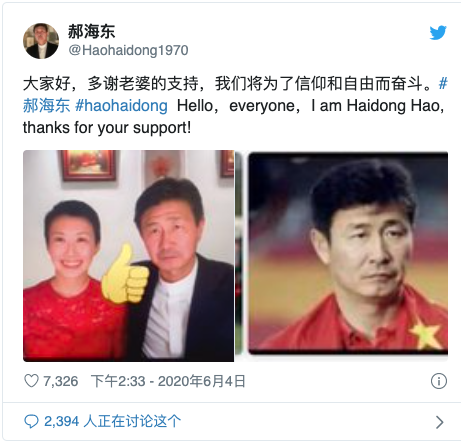 郝海东
@Haohaidong1970
大家好，多谢老婆的支持，我们将为了信仰和自由而奋斗。#
郝海东 #haohaidong  Hello，everyone，I am Haidong Hao,
thanks for your support!
7,326 下午2:33 - 2020年6月4日
2,394 人正在讨论这个